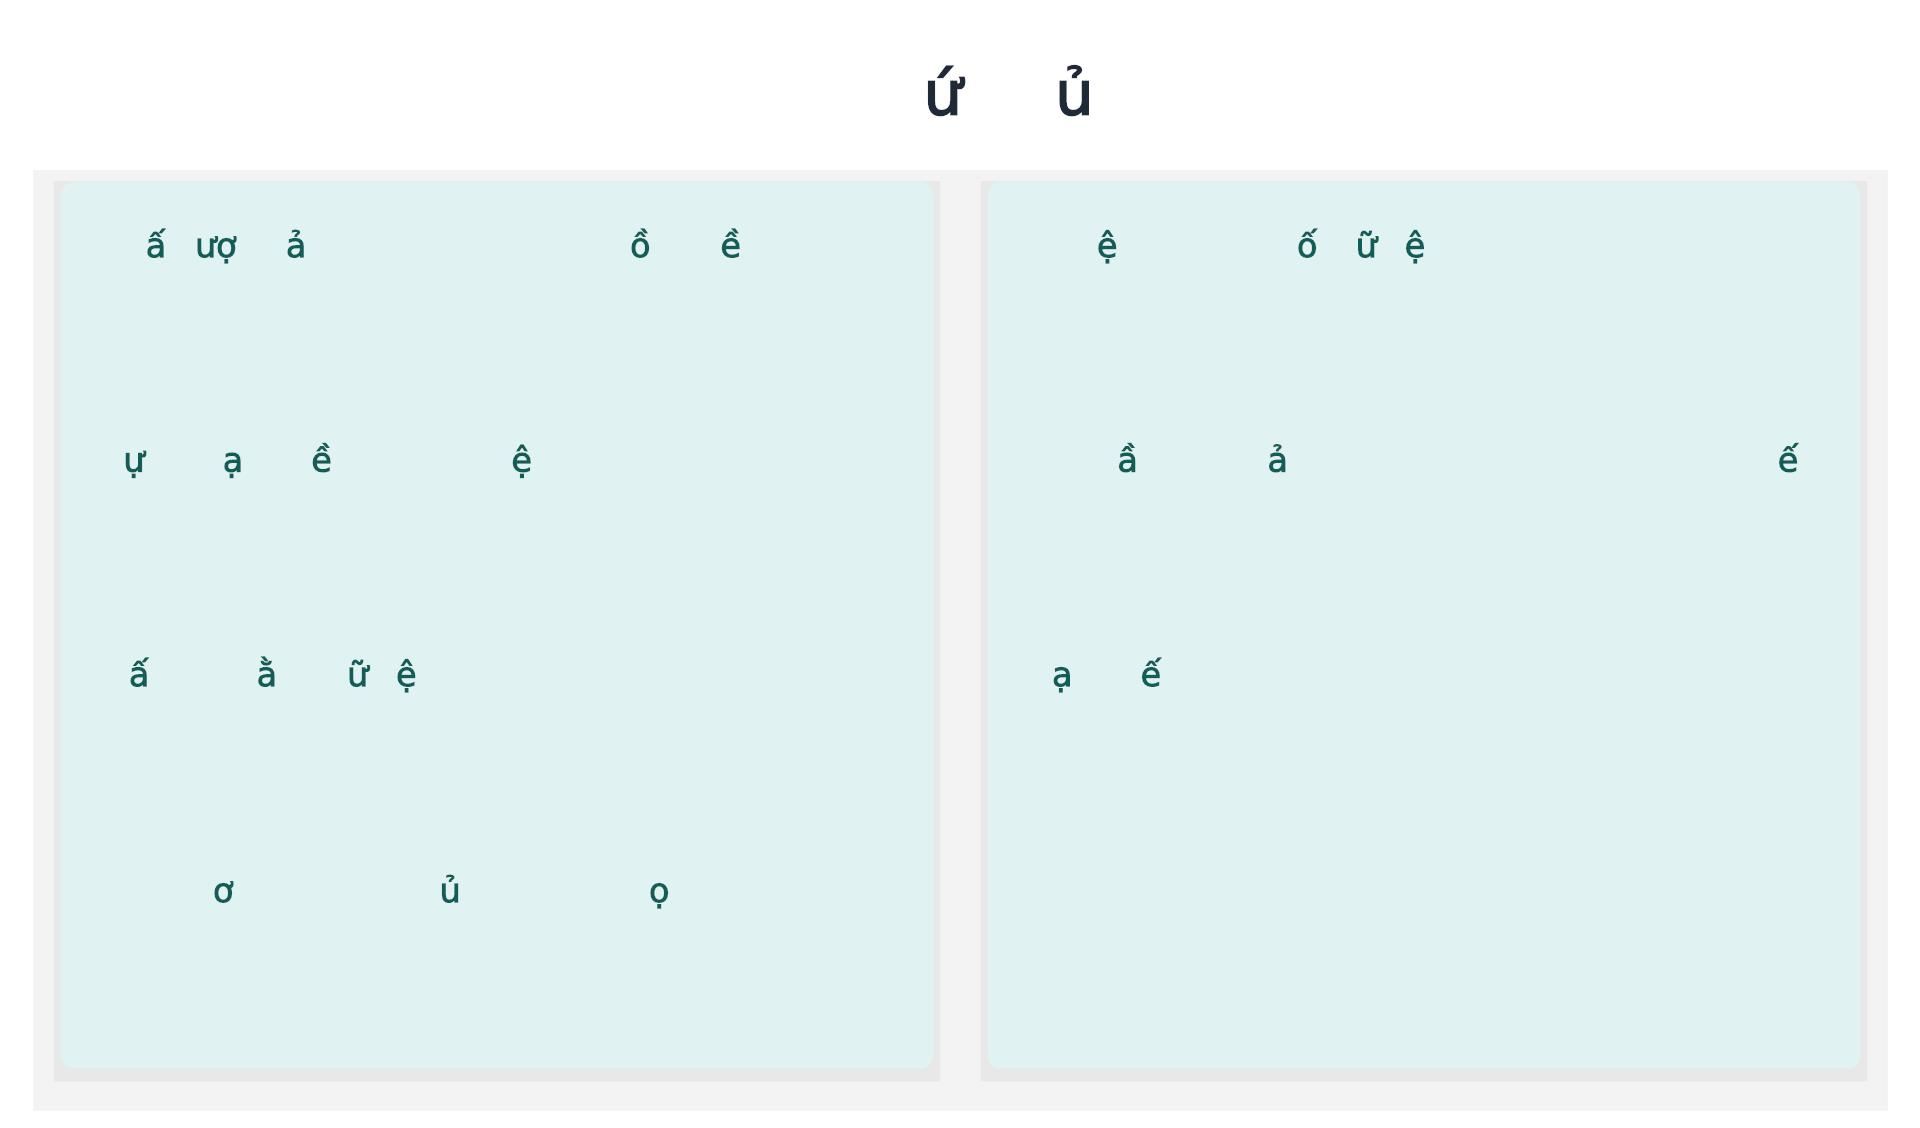 ứ ủ
ấ ượ ả ồ ề
ự ạ ề ệ
ấ ằ ữ ệ
ơ ủ ọ
ệ ố ữ ệ
ầ ả ế
ạ ế